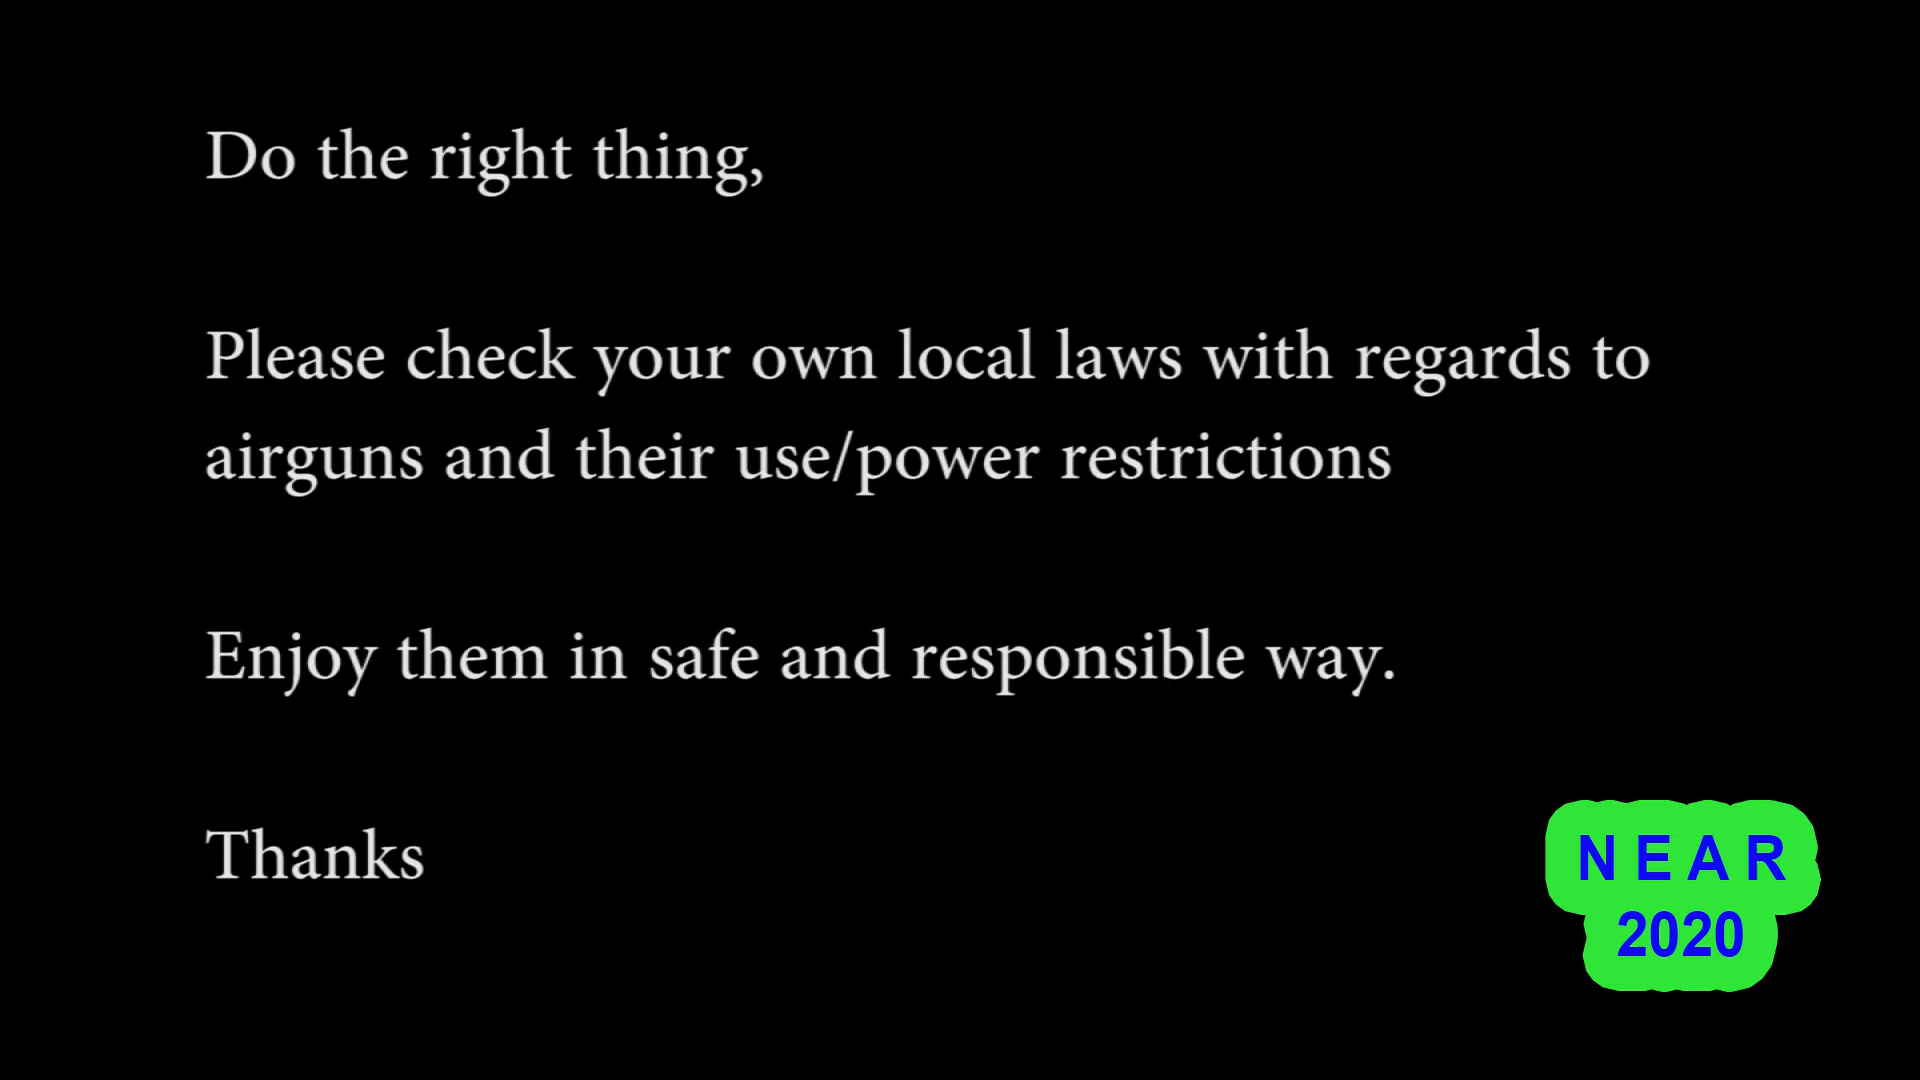 Do the right thing,
Please check your own local laws with regards to
airguns and their use/power restrictions
Enjoy them in safe and responsible way.
Thanks
N E A R
2020